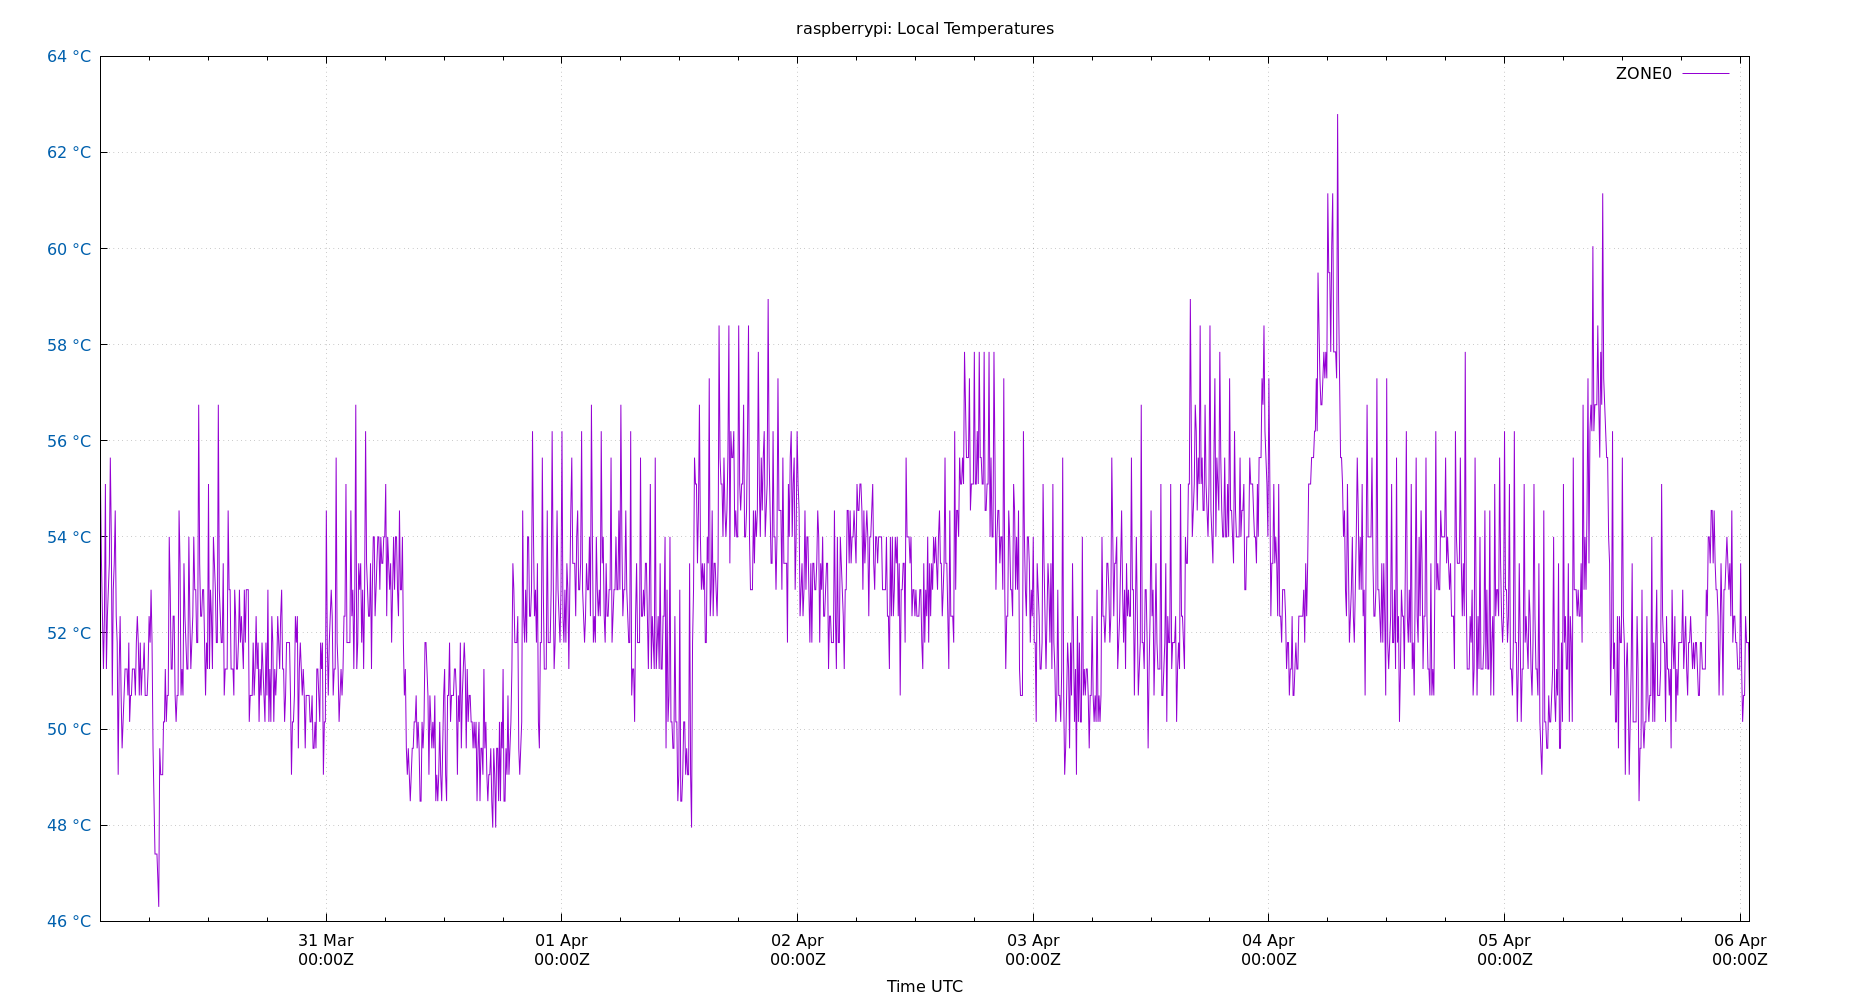 raspberrypi: Local Temperatures
64 °C
ZONE0
62 °C
60 °C
58 °C
56 °C
54 °C
52 °C
50 °C
48 °C
46 °C
31 Mar 01 Apr 02 Apr 03 Apr 04 Apr 05 Apr 06 Apr
00:00Z 00:00Z 00:00Z 00:00Z 00:00Z 00:00Z 00:00Z
Time UTC